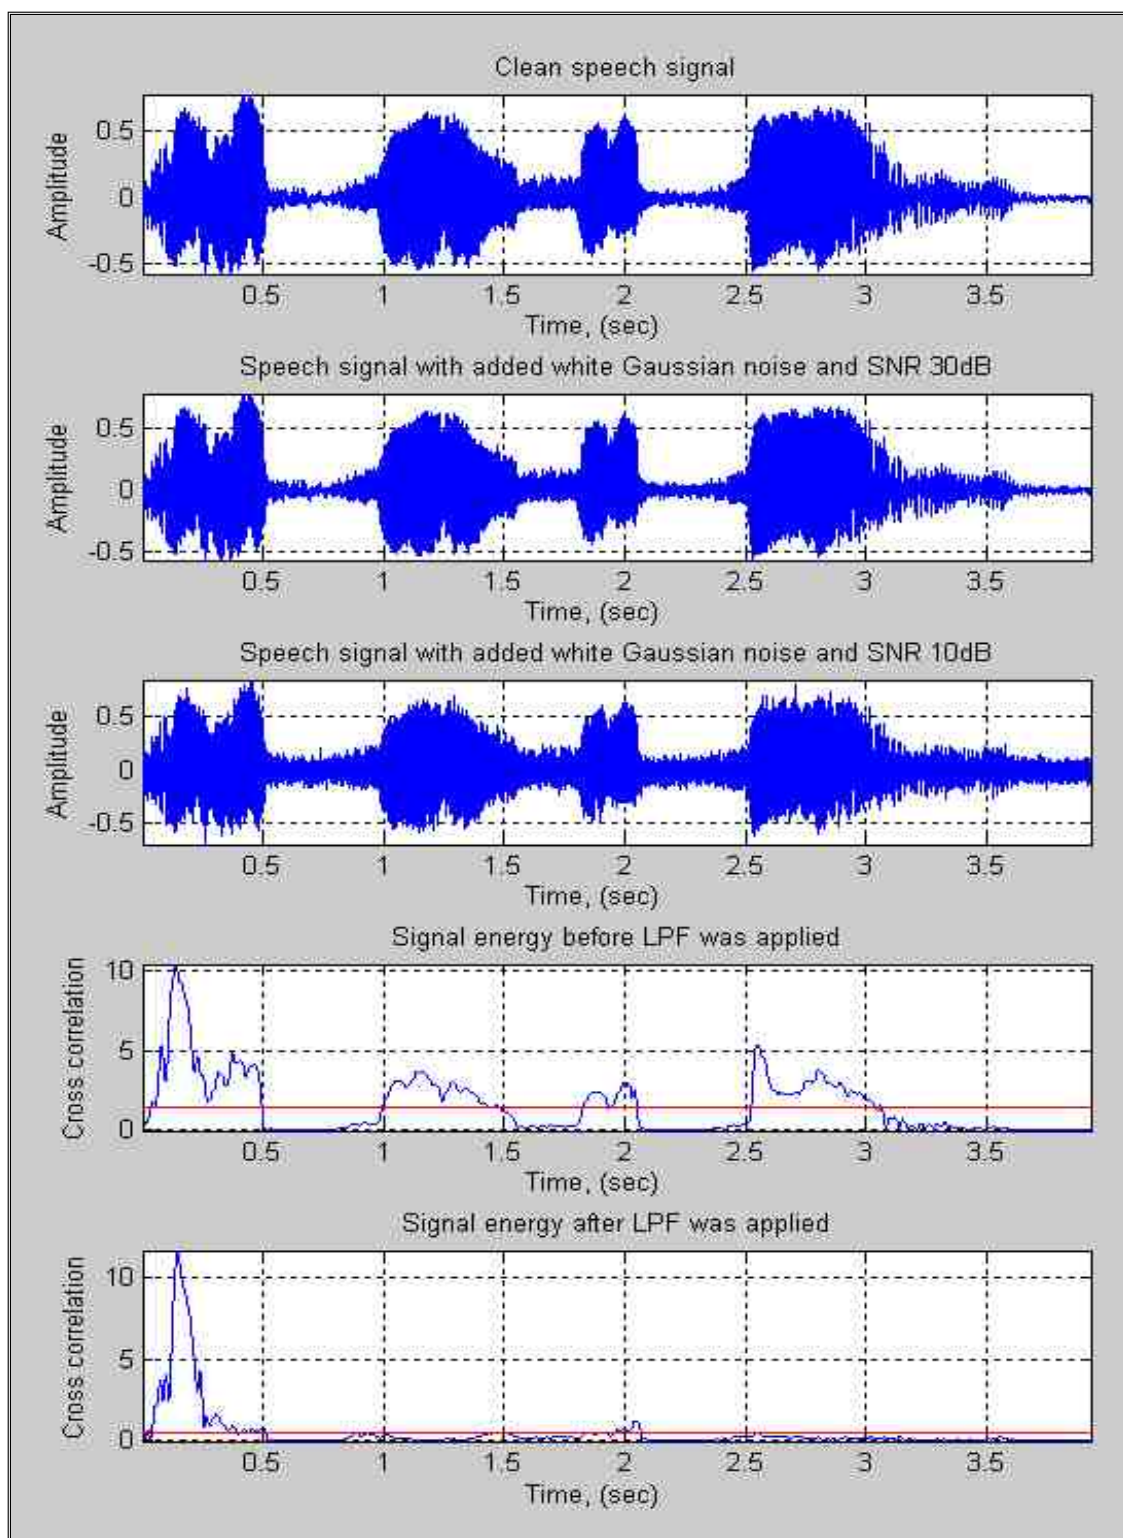 Clean speech signal
Amplitude
0.5
0
-0.5
0.5 1 1.5 2 2.5 3 3.5
Time, (sec)
Speech signal with added white Gaussian noise and SNR 30dB
Amplitude
0.5
0
-0.5
0.5 1 1.5 2 2.5 3 3.5
Time, (sec)
Speech signal with added white Gaussian noise and SNR 10dB
Amplitude
0.5
0
-0.5
0.5 1 1.5 2 2.5 3 3.5
Time, (sec)
Signal energy before LPF was applied
Cross correlation
10
5
0
0.5 1 1.5 2 2.5 3 3.5
Time, (sec)
Signal energy after LPF was applied
Cross correlation
10
5
0
0.5 1 1.5 2 2.5 3 3.5
Time, (sec)